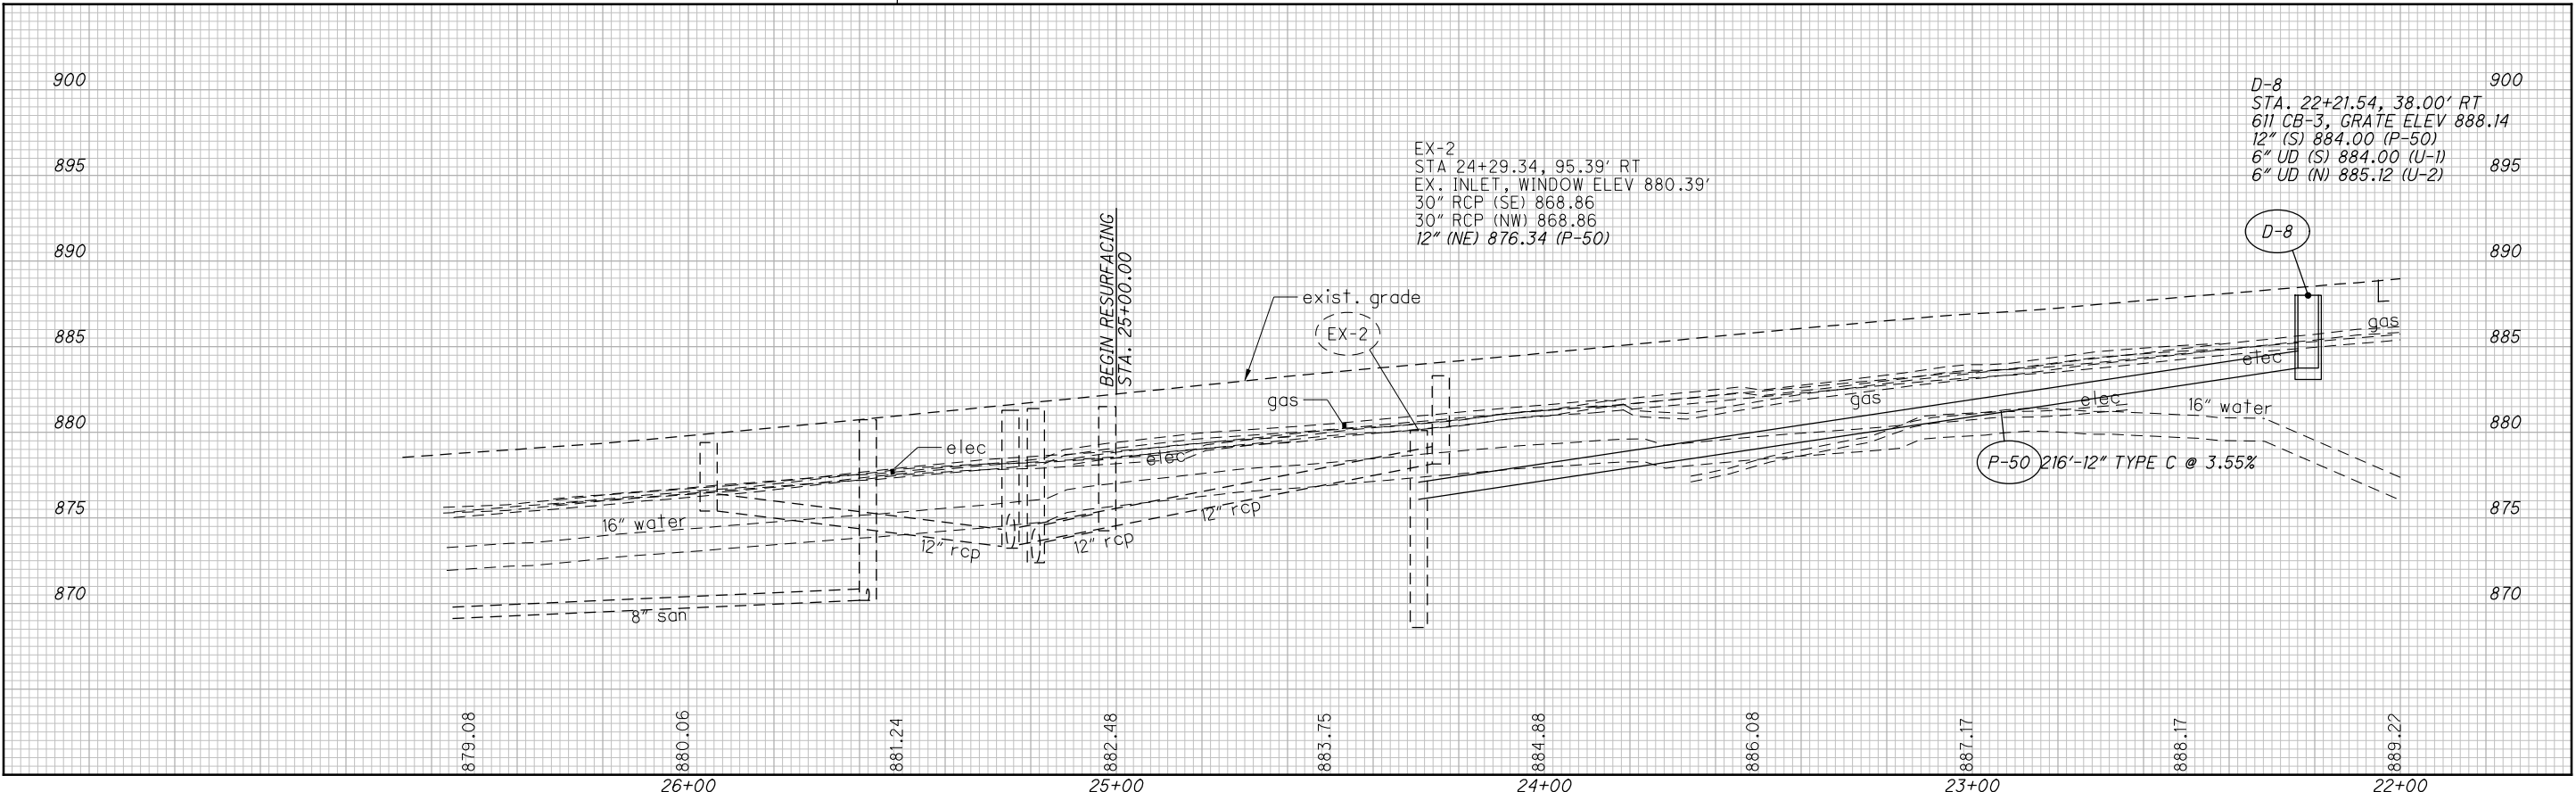 900
895
890
885
880
875
870
900
895
890
885
880
875
870
D-8
STA. 22+21.54, 38.00' RT
611 CB-3, GRATE ELEV 888.14
12" (S) 884.00 (P-50)
6" UD (S) 884.00 (U-1)
6" UD (N) 885.12 (U-2)
D-8
EX-2
STA 24+29.34, 95.39' RT
EX. INLET, WINDOW ELEV 880.39'
30" RCP (SE) 868.86
30" RCP (NW) 868.86
12" (NE) 876.34 (P-50)
BEGIN RESURFACING
STA. 25+00.00
exist. grade
EX-2
gas
gas
elec
gas
elec
16" water
elec
elec
P-50
216'-12" TYPE C @ 3.55%
16" water
12" rcp
12" rcp
12" rcp
8" san
879.08
880.06
881.24
882.48
883.75
884.88
886.08
887.17
888.17
889.22
26+00
25+00
24+00
23+00
22+00